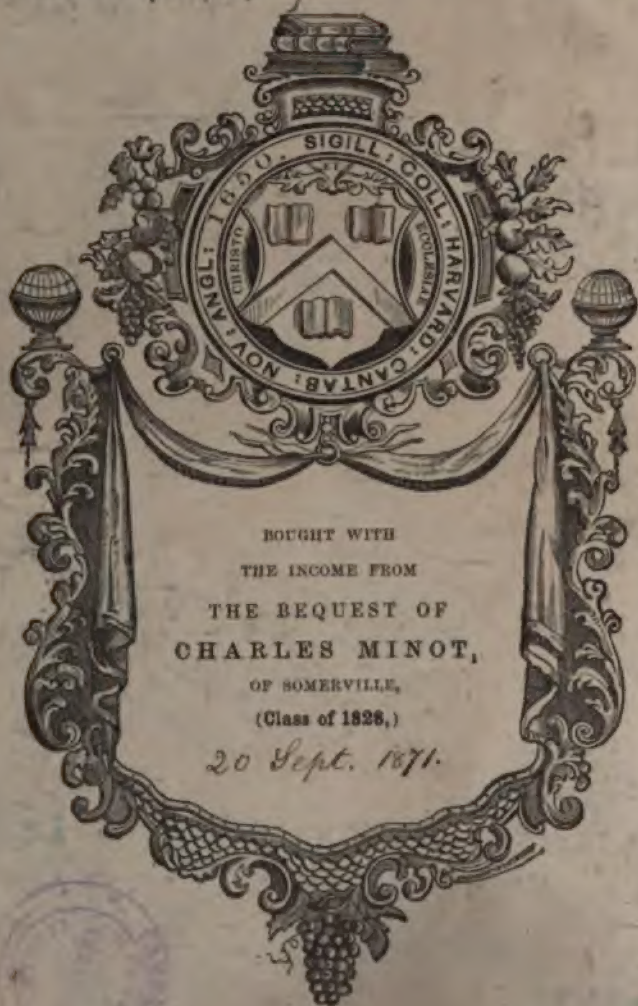 SIGILL: COLL: HARVARD: CANTAB: NOV: ANGL: 1650.
CHRISTO
ET
ECCLESIAE
BOUGHT WITH
THE INCOME FROM
THE BEQUEST OF
CHARLES MINOT,
OF SOMERVILLE,
(Class of 1828,)
20 Sept. 1871.